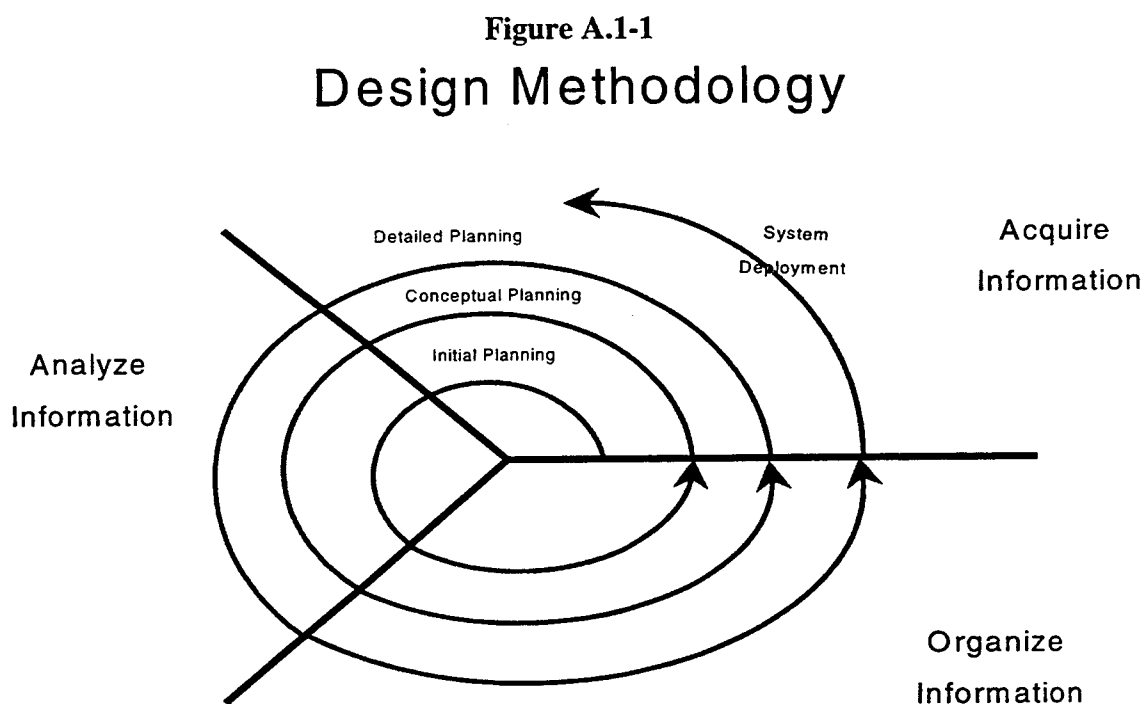 Figure A.1-1
Design Methodology
Detailed Planning
System
Deployment
Acquire
Information
Conceptual Planning
Initial Planning
Analyze
Information
Organize
Information